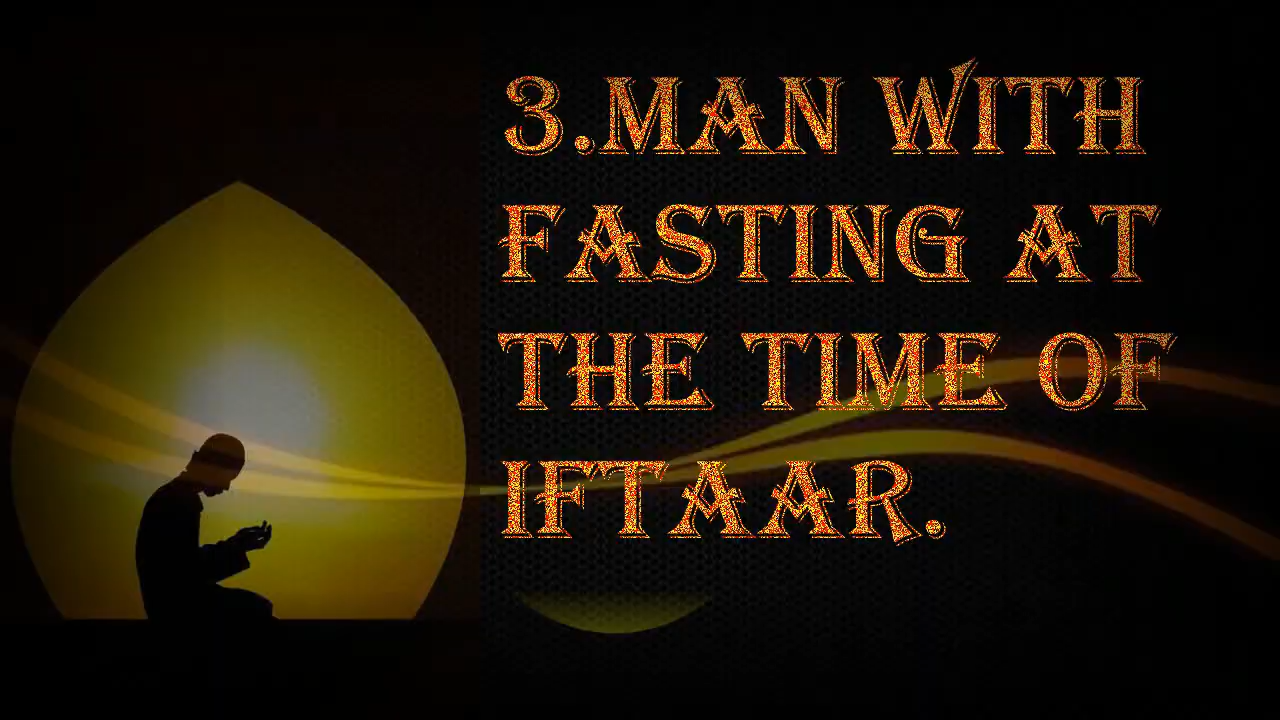 3.MAN WITH
FASTING AT
THE TIME OF
IFTAAR.